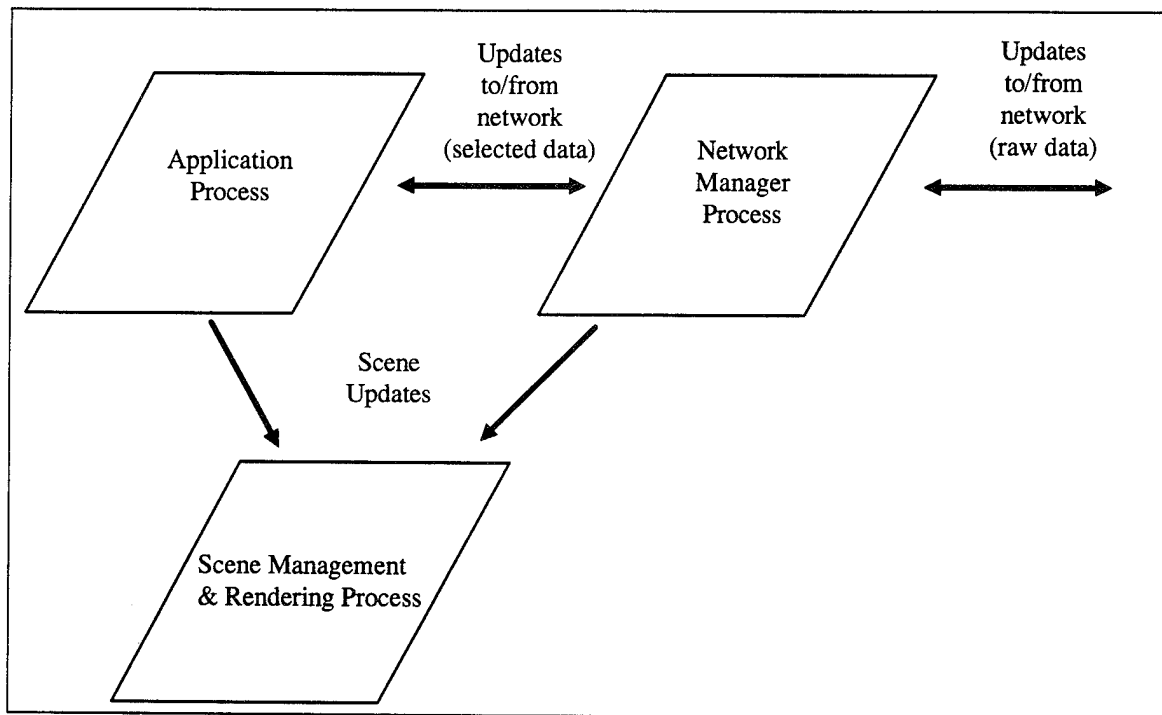 Updates
to/from
network
(selected data)
Updates
to/from
network
(raw data)
Application
Process
Network
Manager
Process
Scene
Updates
Scene Management
& Rendering Process